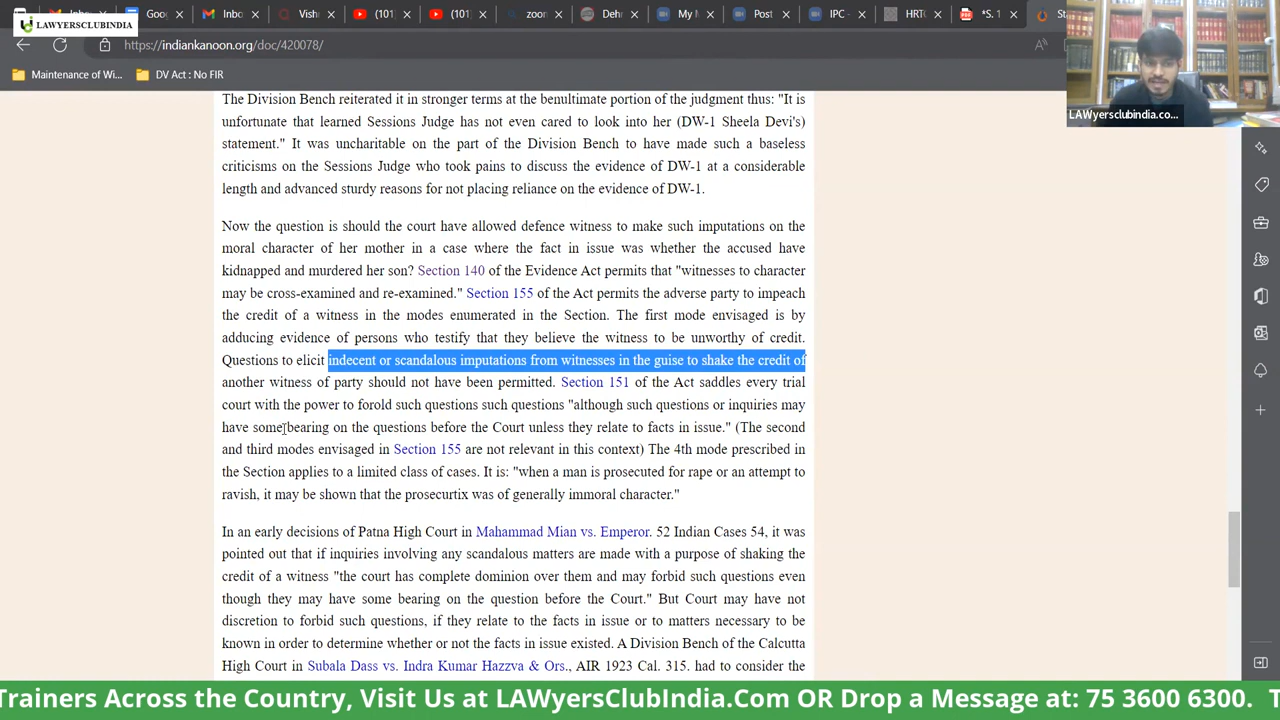 Goo
Inbo
Inbo
Vishr
(101)
(101)
zoon
Dehr
My M
Post
PC -
HRT
*S.
St
LAWYERSCLUBINDIA
https://indiankanoon.org/doc/420078/
Maintenance of Wi...
DV Act : No FIR
LAWyersclubindia.co...
The Division Bench reiterated it in stronger terms at the benultimate portion of the judgment thus: "It is
unfortunate that learned Sessions Judge has not even cared to look into her (DW-1 Sheela Devi's)
statement." It was uncharitable on the part of the Division Bench to have made such a baseless
criticisms on the Sessions Judge who took pains to discuss the evidence of DW-1 at a considerable
length and advanced sturdy reasons for not placing reliance on the evidence of DW-1.
Now the question is should the court have allowed defence witness to make such imputations on the
moral character of her mother in a case where the fact in issue was whether the accused have
kidnapped and murdered her son? Section 140 of the Evidence Act permits that "witnesses to character
may be cross-examined and re-examined." Section 155 of the Act permits the adverse party to impeach
the credit of a witness in the modes enumerated in the Section. The first mode envisaged is by
adducing evidence of persons who testify that they believe the witness to be unworthy of credit.
Questions to elicit indecent or scandalous imputations from witnesses in the guise to shake the credit of
another witness of party should not have been permitted. Section 151 of the Act saddles every trial
court with the power to forold such questions such questions "although such questions or inquiries may
have some bearing on the questions before the Court unless they relate to facts in issue." (The second
and third modes envisaged in Section 155 are not relevant in this context) The 4th mode prescribed in
the Section applies to a limited class of cases. It is: "when a man is prosecuted for rape or an attempt to
ravish, it may be shown that the prosecurtix was of generally immoral character."
In an early decisions of Patna High Court in Mahammad Mian vs. Emperor. 52 Indian Cases 54, it was
pointed out that if inquiries involving any scandalous matters are made with a purpose of shaking the
credit of a witness "the court has complete dominion over them and may forbid such questions even
though they may have some bearing on the question before the Court." But Court may have not
discretion to forbid such questions, if they relate to the facts in issue or to matters necessary to be
known in order to determine whether or not the facts in issue existed. A Division Bench of the Calcutta
High Court in Subala Dass vs. Indra Kumar Hazzva & Ors., AIR 1923 Cal. 315. had to consider the
Trainers Across the Country, Visit Us at LAWyersClubIndia.Com OR Drop a Message at: 75 3600 6300. T